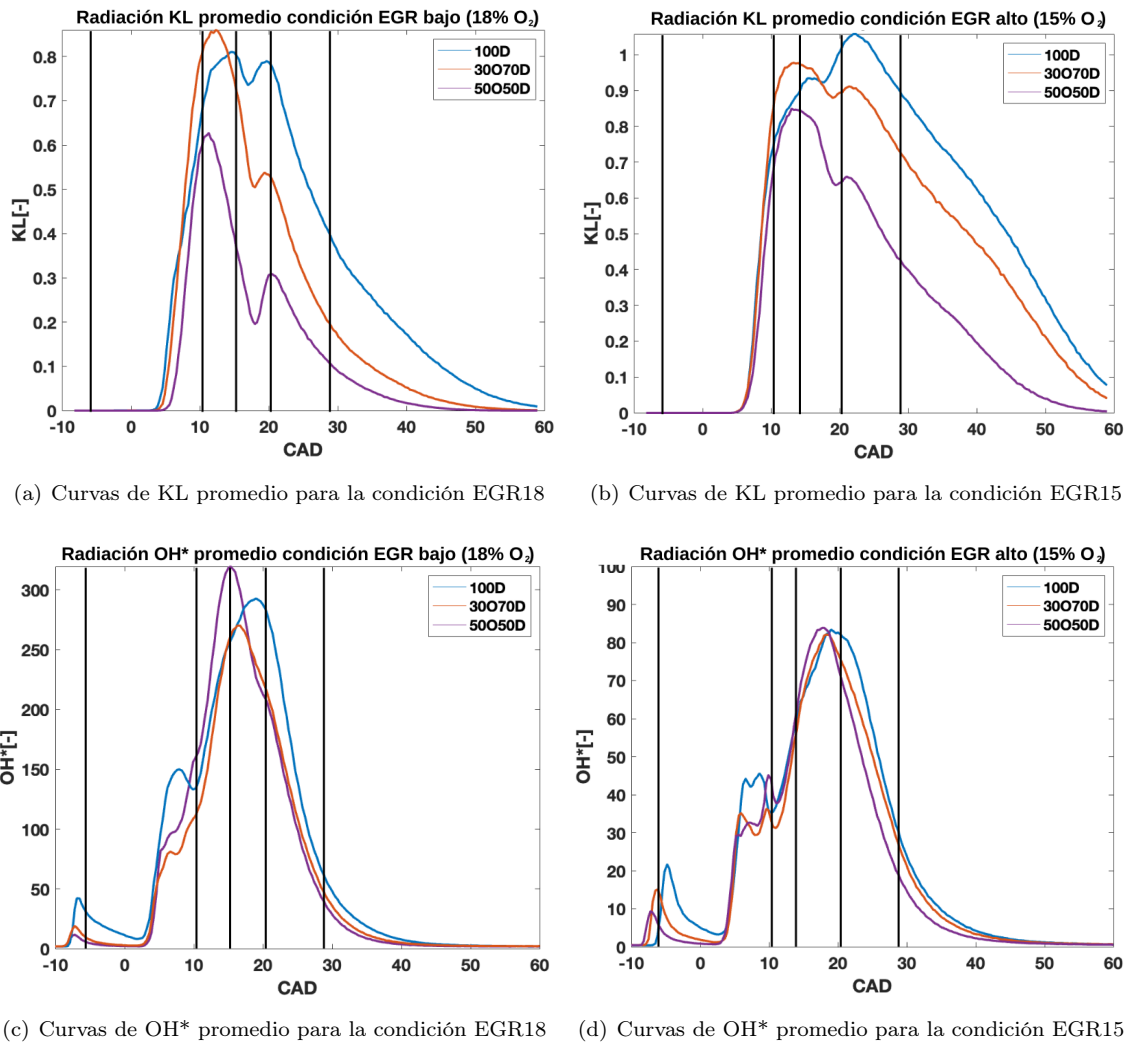 Radiación KL promedio condición EGR bajo (18% O2)
100D
30O70D
50O50D
KL[-]
0.8
0.7
0.6
0.5
0.4
0.3
0.2
0.1
0
-10 0 10 20 30 40 50 60
CAD
(a) Curvas de KL promedio para la condición EGR18
Radiación KL promedio condición EGR alto (15% O2)
100D
30O70D
50O50D
KL[-]
1
0.9
0.8
0.7
0.6
0.5
0.4
0.3
0.2
0.1
0
-10 0 10 20 30 40 50 60
CAD
(b) Curvas de KL promedio para la condición EGR15
Radiación OH* promedio condición EGR bajo (18% O2)
100D
30O70D
50O50D
OH*[-]
300
250
200
150
100
50
0
-10 0 10 20 30 40 50 60
CAD
(c) Curvas de OH* promedio para la condición EGR18
Radiación OH* promedio condición EGR alto (15% O2)
100D
30O70D
50O50D
OH*[-]
100
90
80
70
60
50
40
30
20
10
0
-10 0 10 20 30 40 50 60
CAD
(d) Curvas de OH* promedio para la condición EGR15